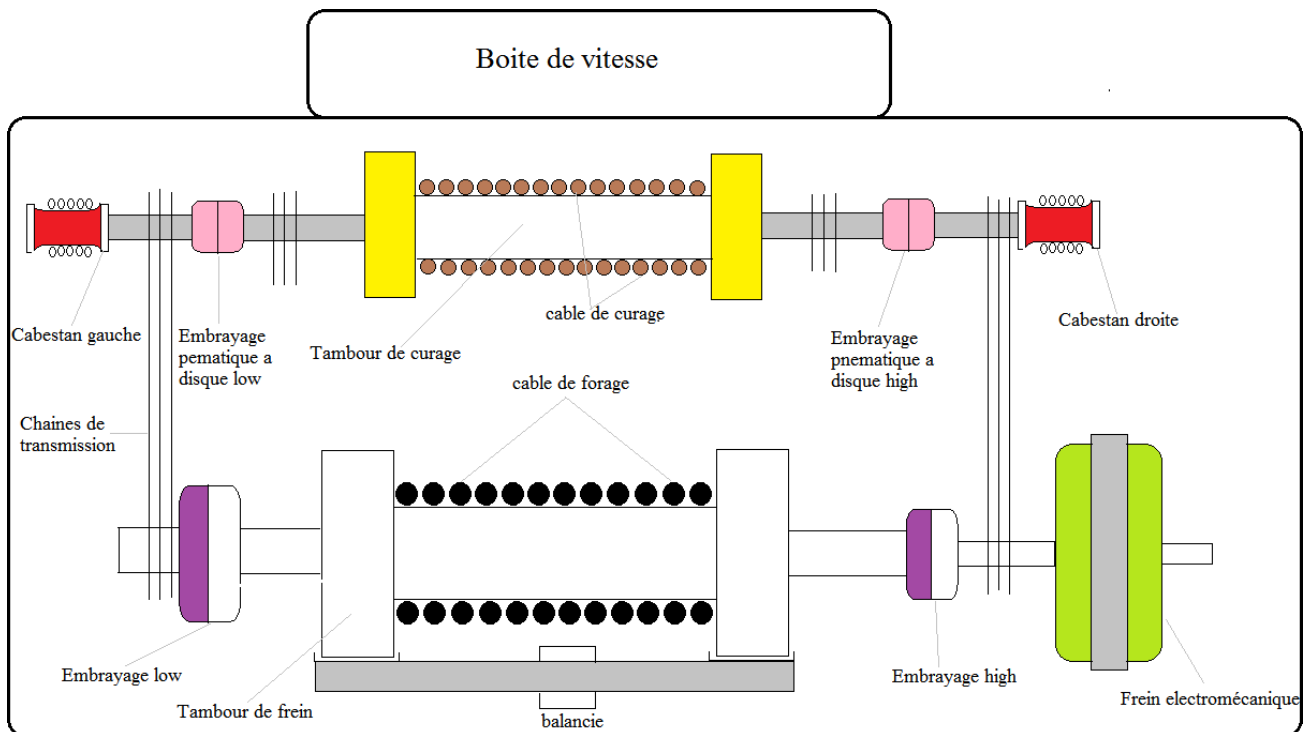 Boite de vitesse
Cabestan gauche
Embrayage
pematique a
disque low
Tambour de curage
cable de curage
Embrayage
pnematique a
disque high
Cabestan droite
cable de forage
Chaines de
transmission
Embrayage low
Tambour de frein
balancie
Embrayage high
Frein electromécanique